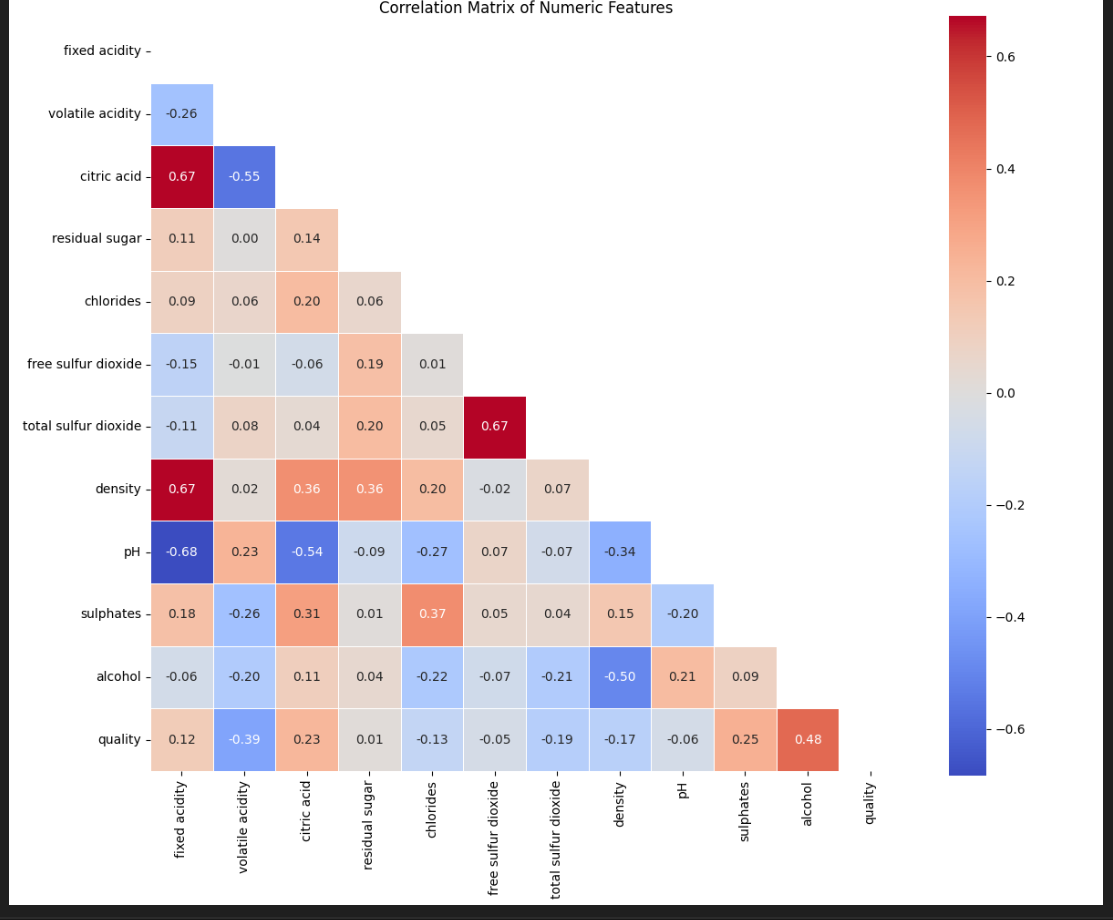 Correlation Matrix of Numeric Features
fixed acidity
0.6
volatile acidity -0.26
citric acid 0.67 -0.55
0.4
residual sugar 0.11 0.00 0.14
0.2
chlorides 0.09 0.06 0.20 0.06
free sulfur dioxide -0.15 -0.01 -0.06 0.19 0.01
0.0
total sulfur dioxide -0.11 0.08 0.04 0.20 0.05 0.67
density 0.67 0.02 0.36 0.36 0.20 -0.02 0.07
−0.2
pH -0.68 0.23 -0.54 -0.09 -0.27 0.07 -0.07 -0.34
sulphates 0.18 -0.26 0.31 0.01 0.37 0.05 0.04 0.15 -0.20
−0.4
alcohol -0.06 -0.20 0.11 0.04 -0.22 -0.07 -0.21 -0.50 0.21 0.09
−0.6
quality 0.12 -0.39 0.23 0.01 -0.13 -0.05 -0.19 -0.17 -0.06 0.25 0.48
fixed acidity
volatile acidity
citric acid
residual sugar
chlorides
free sulfur dioxide
total sulfur dioxide
density
pH
sulphates
alcohol
quality